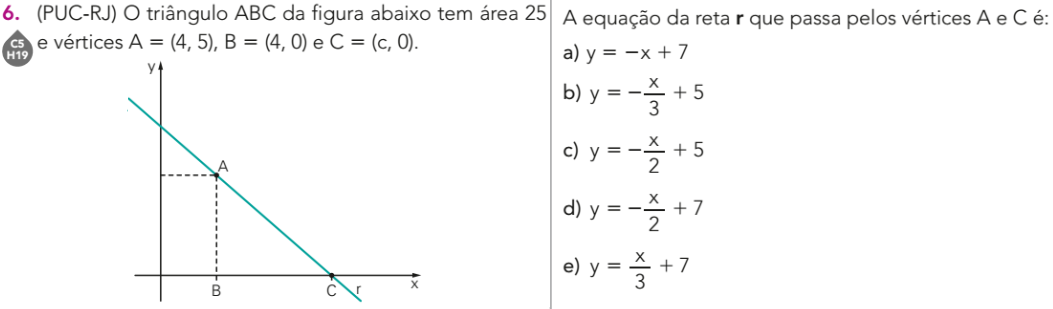 6. (PUC-RJ) O triângulo ABC da figura abaixo tem área 25
C5
H19
e vértices A = (4, 5), B = (4, 0) e C = (c, 0).
y
A
B
C
r
x
A equação da reta r que passa pelos vértices A e C é:
a) y = −x + 7
b) y = −x/3 + 5
c) y = −x/2 + 5
d) y = −x/2 + 7
e) y = x/3 + 7